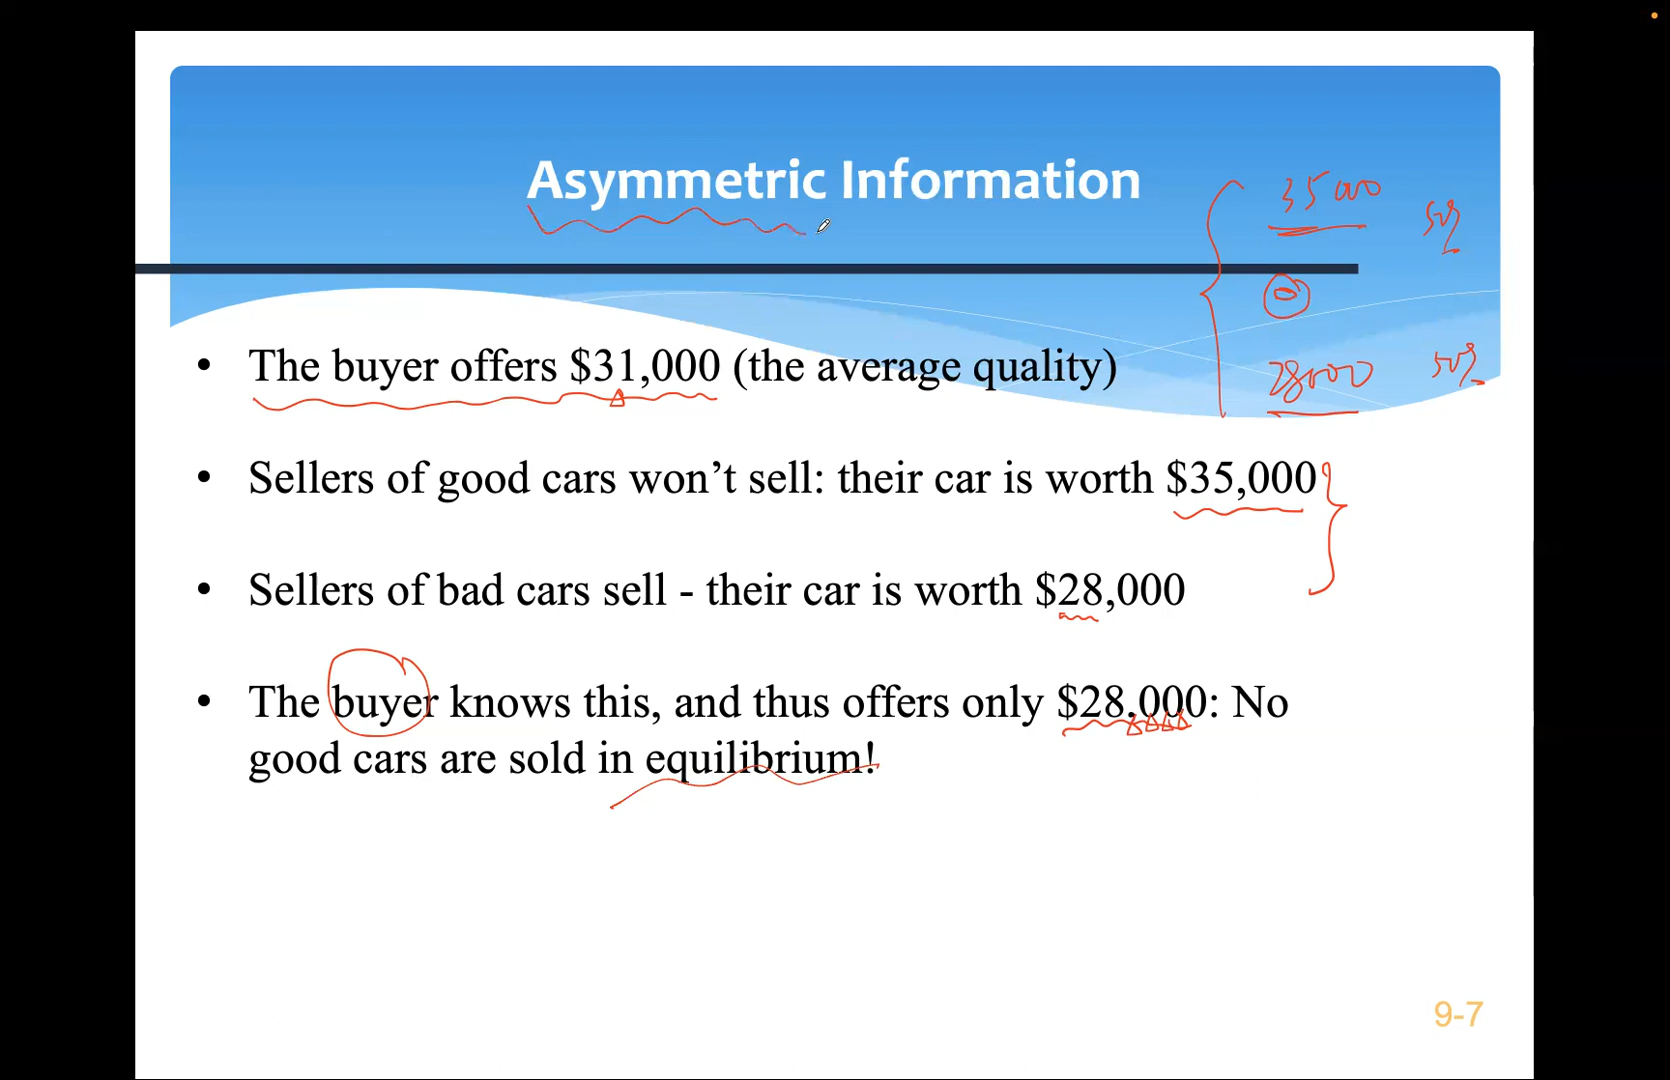 Asymmetric Information
35000
50%
• The buyer offers $31,000 (the average quality)
28000
50%
• Sellers of good cars won’t sell: their car is worth $35,000
• Sellers of bad cars sell - their car is worth $28,000
• The buyer knows this, and thus offers only $28,000: No
good cars are sold in equilibrium!
9-7